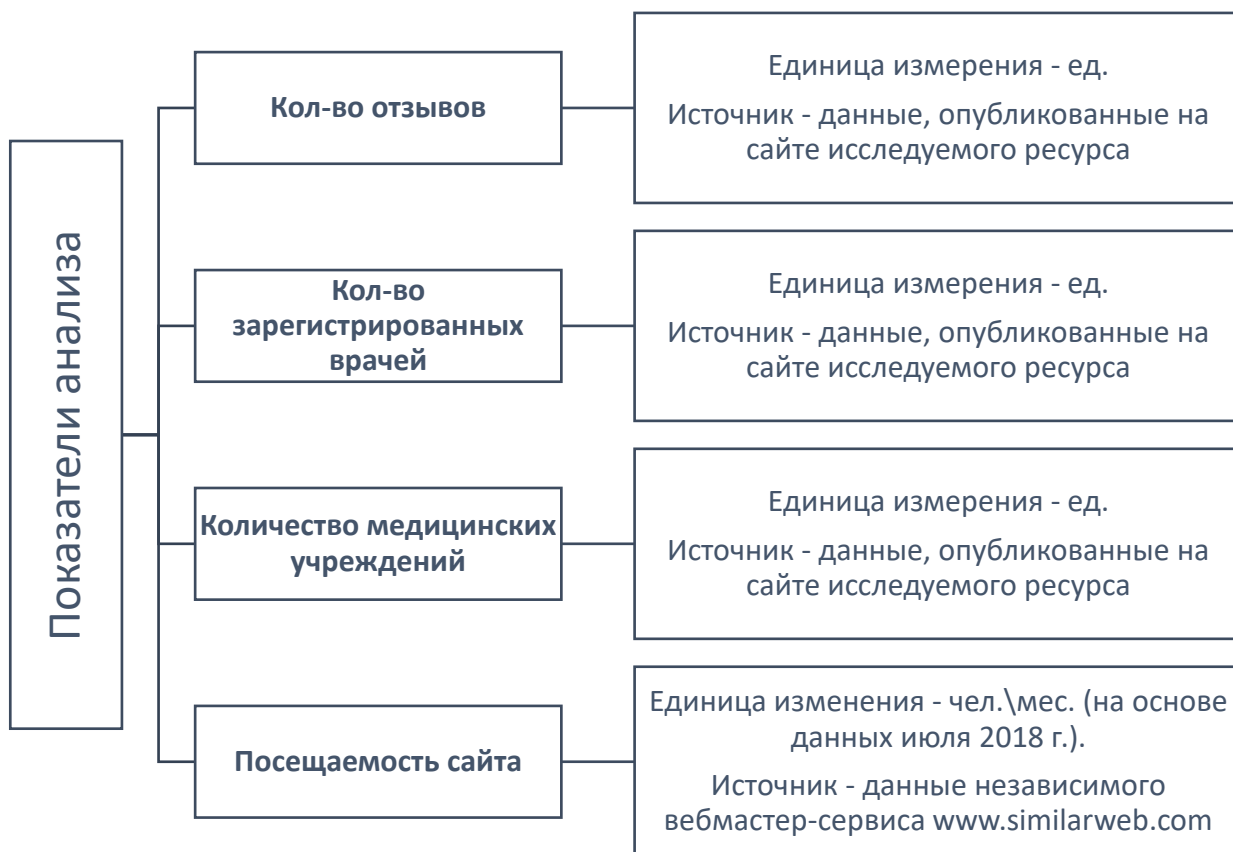 Показатели анализа
Кол-во отзывов
Единица измерения - ед.
Источник - данные, опубликованные на
сайте исследуемого ресурса
Кол-во
зарегистрированных
врачей
Единица измерения - ед.
Источник - данные, опубликованные на
сайте исследуемого ресурса
Количество медицинских
учреждений
Единица измерения - ед.
Источник - данные, опубликованные на
сайте исследуемого ресурса
Посещаемость сайта
Единица изменения - чел.\мес. (на основе
данных июля 2018 г.).
Источник - данные независимого
вебмастер-сервиса www.similarweb.com